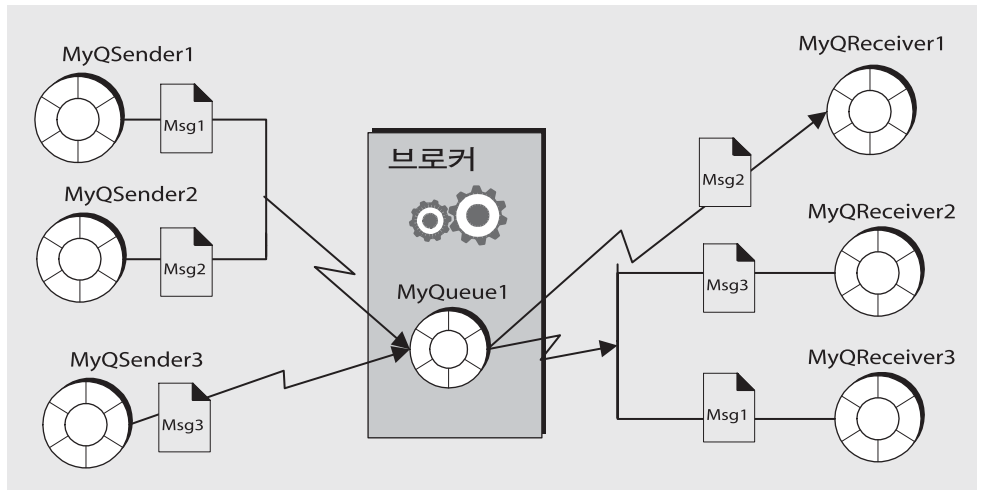 MyQSender1
Msg1
MyQSender2
Msg2
MyQSender3
Msg3
브로커
MyQueue1
MyQReceiver1
Msg2
MyQReceiver2
Msg3
MyQReceiver3
Msg1